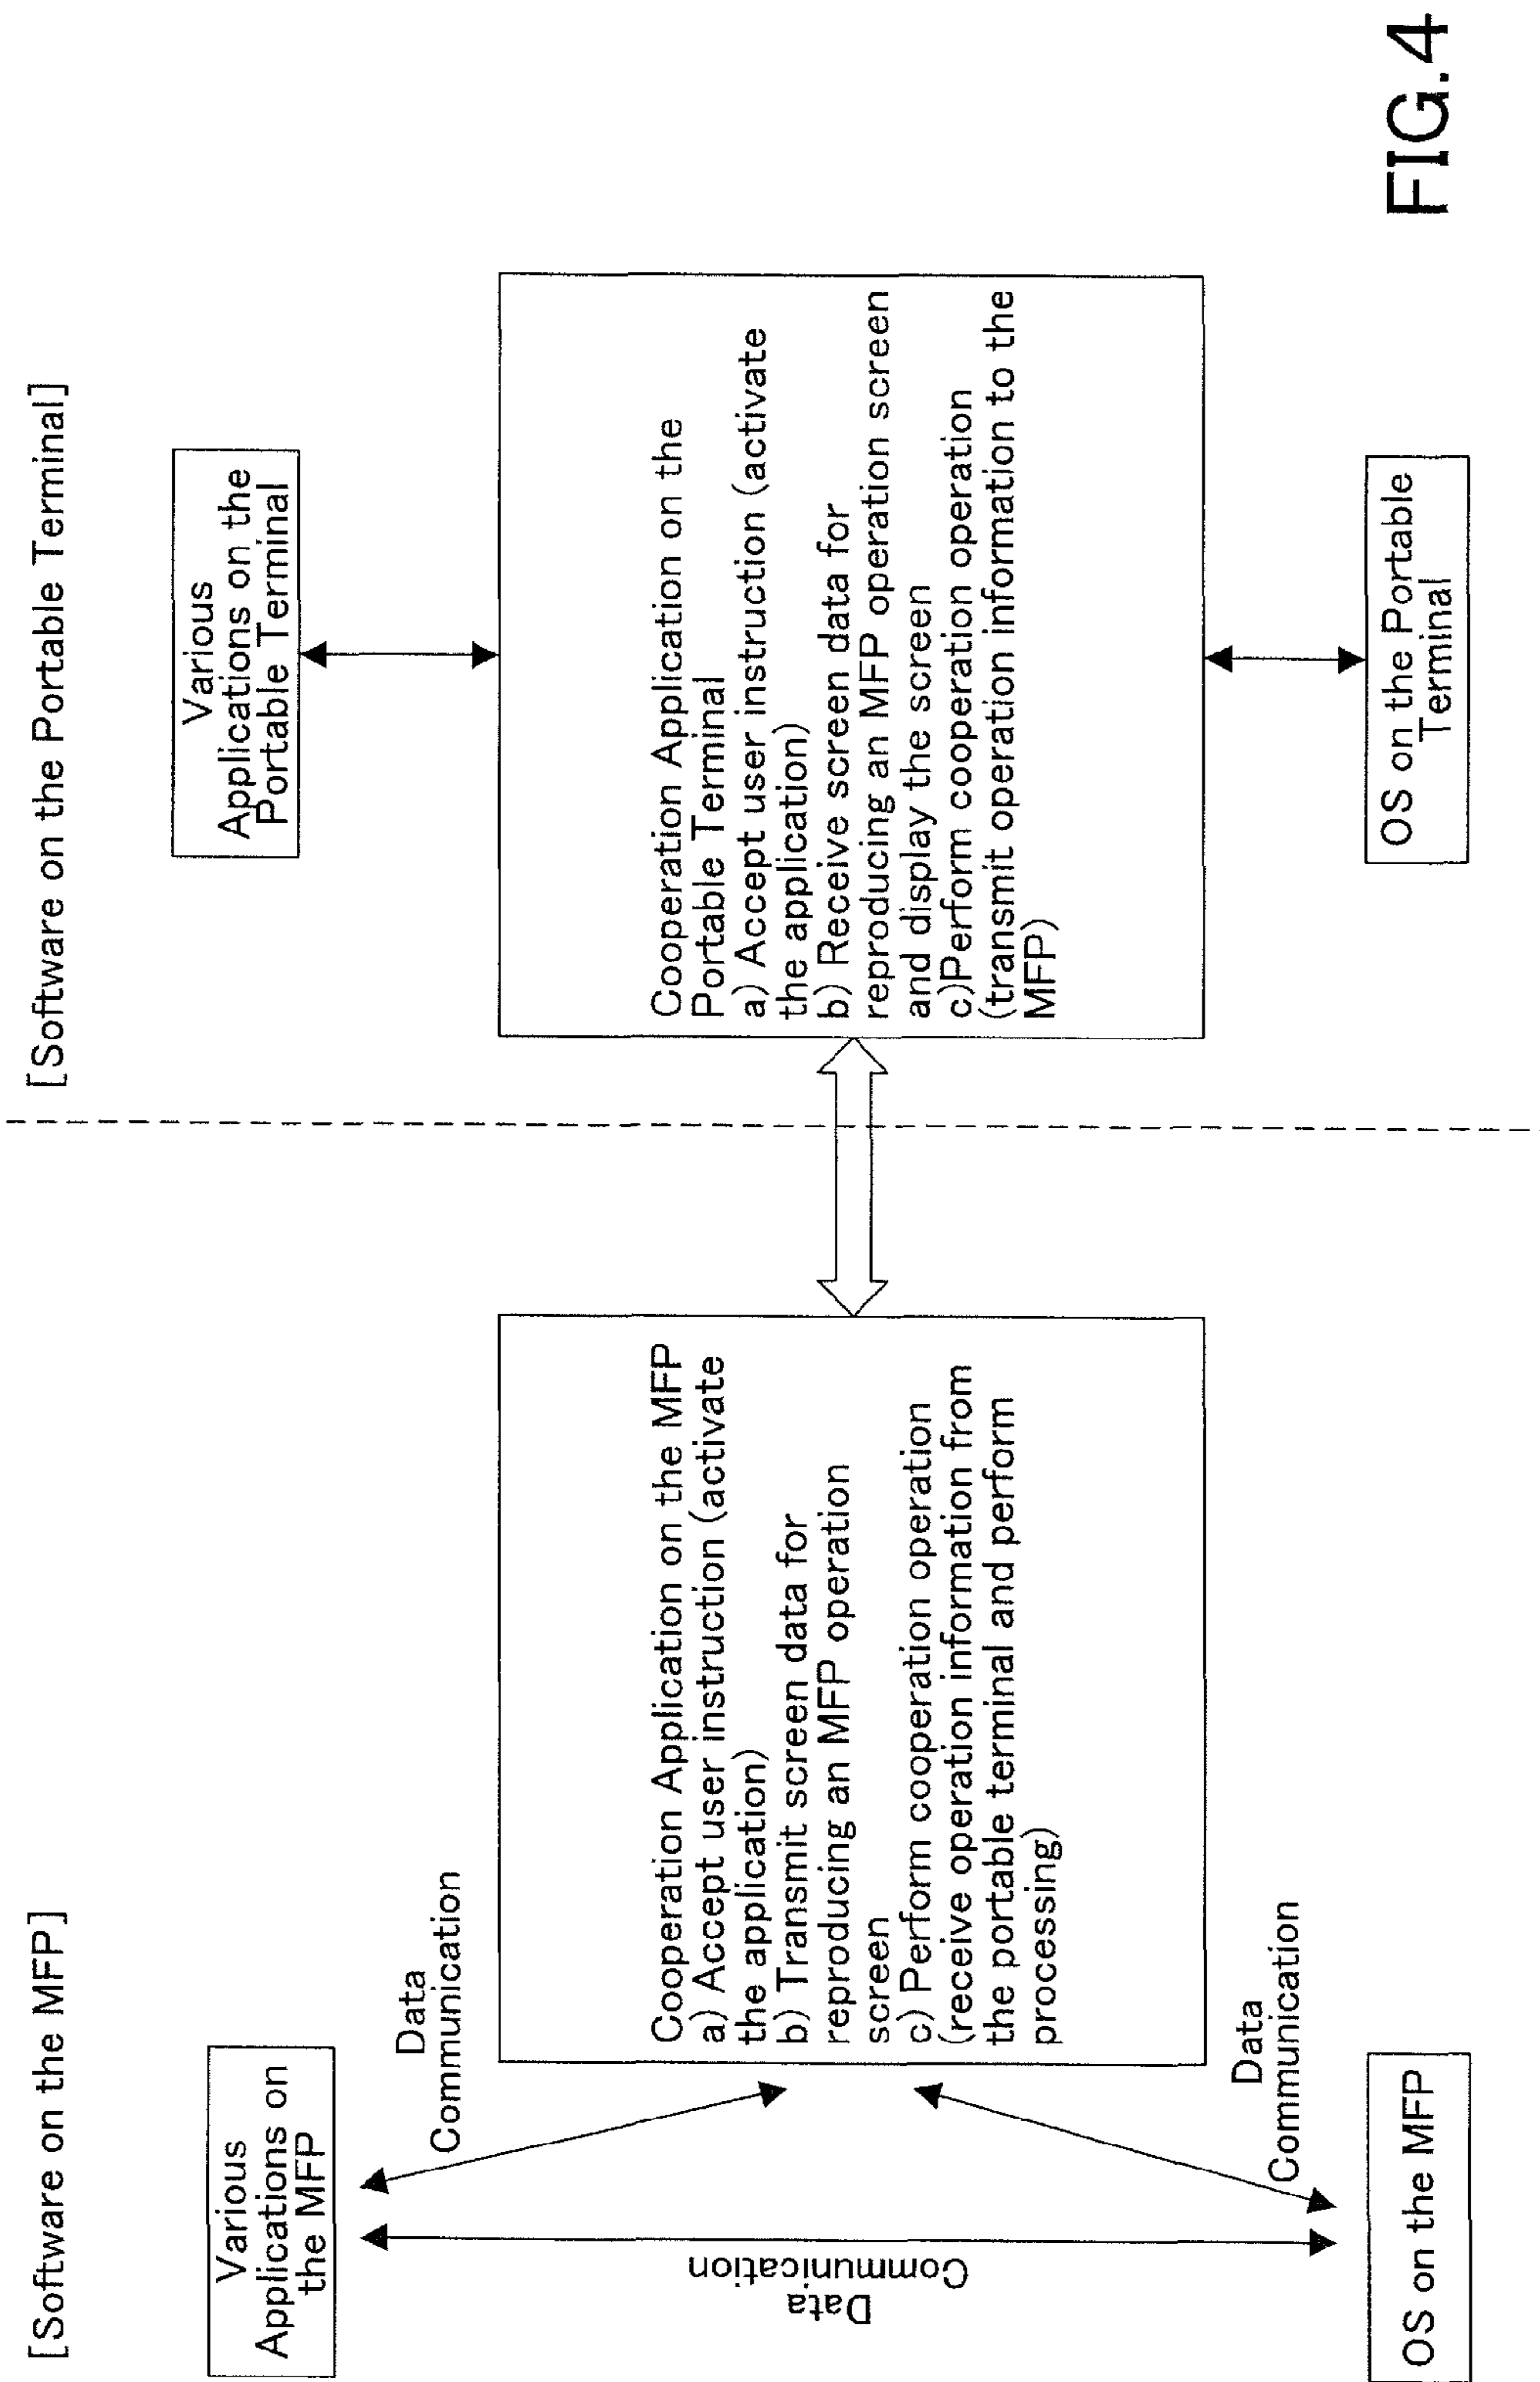 [Software on the MFP]
Various
Applications on
the MFP
Data
Communication
Data
Communication
Cooperation Application on the MFP
a) Accept user instruction (activate
the application)
b) Transmit screen data for
reproducing an MFP operation
screen
c) Perform cooperation operation
(receive operation information from
the portable terminal and perform
processing)
Data
Communication
OS on the MFP
[Software on the Portable Terminal]
Various
Applications on the
Portable Terminal
Cooperation Application on the
Portable Terminal
a) Accept user instruction (activate
the application)
b) Receive screen data for
reproducing an MFP operation screen
and display the screen
c)Perform cooperation operation
(transmit operation information to the
MFP)
OS on the Portable
Terminal
FIG.4